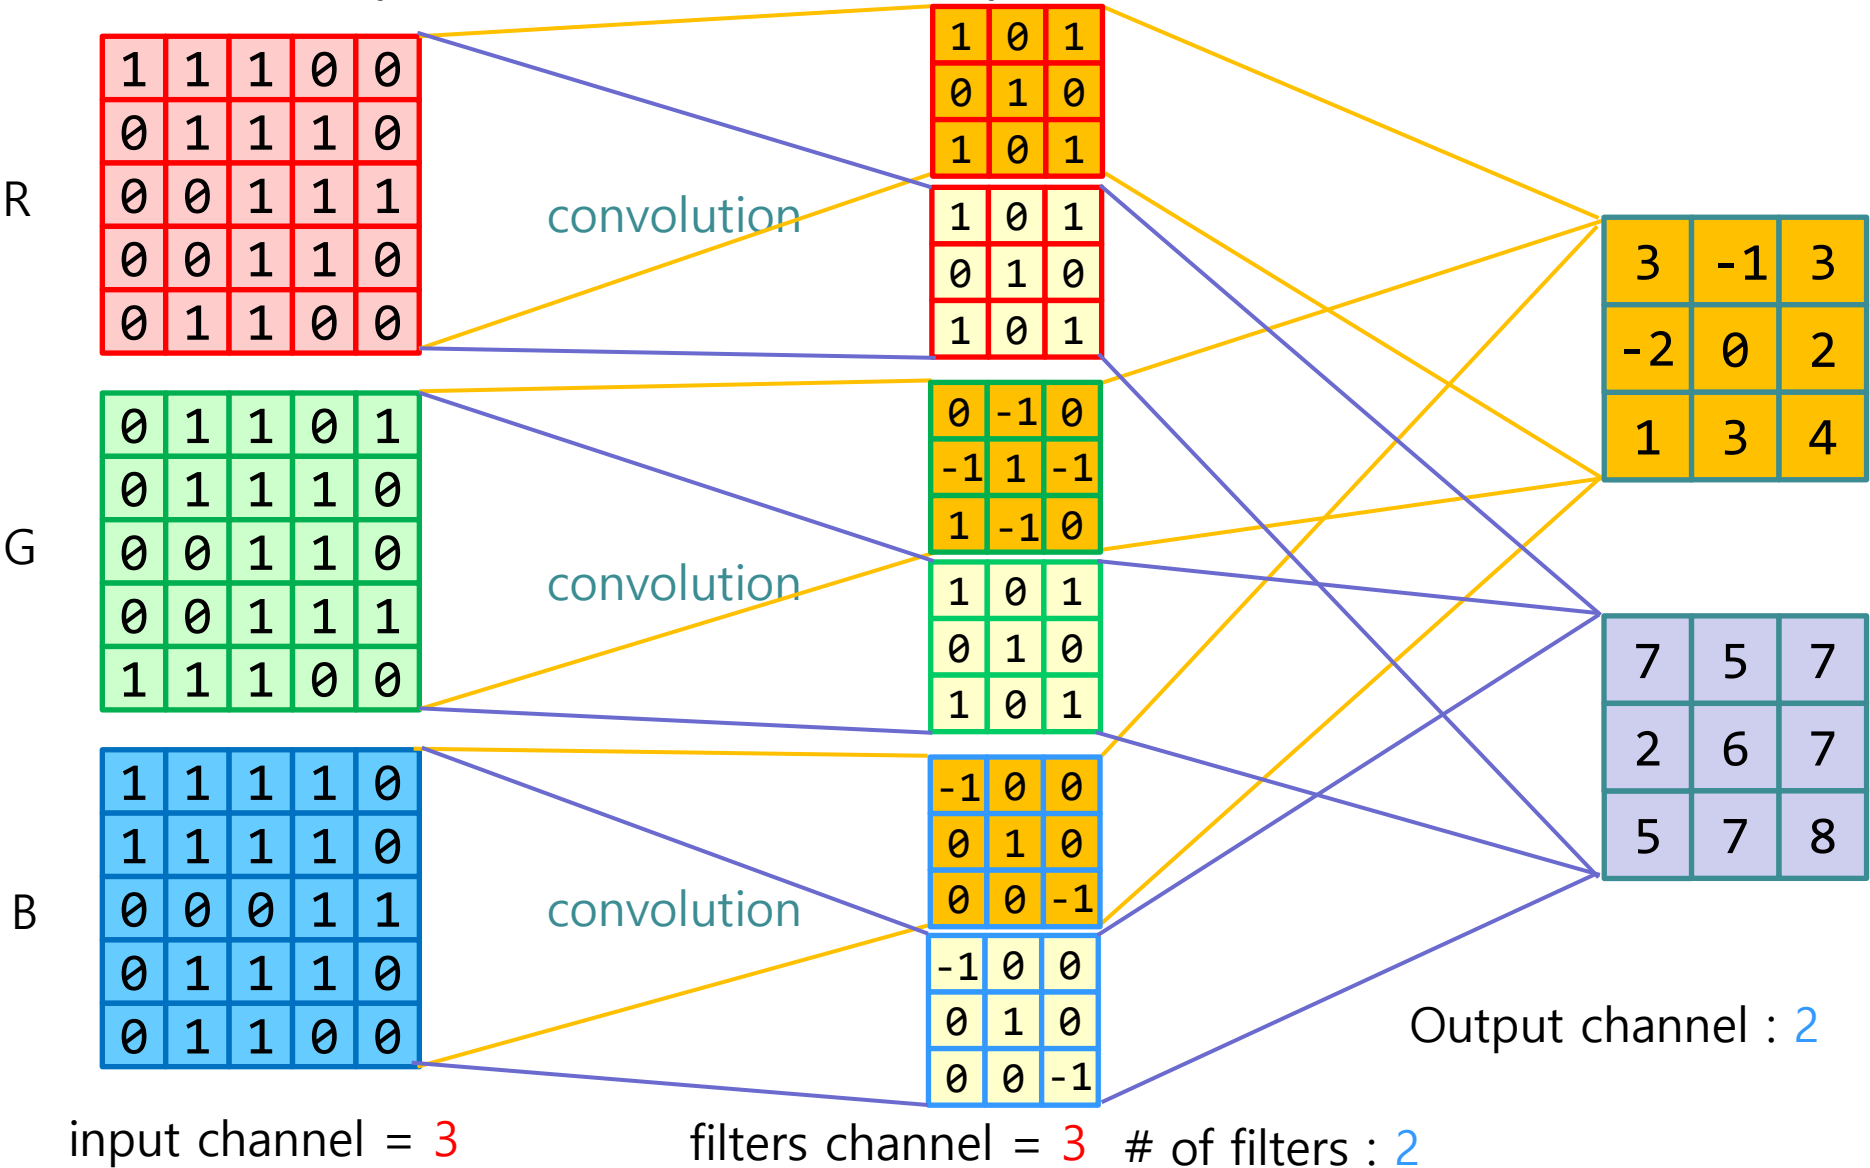 R
1 1 1 0 0
0 1 1 1 0
0 0 1 1 1
0 0 1 1 0
0 1 1 0 0
convolution
1 0 1
0 1 0
1 0 1
1 0 1
0 1 0
1 0 1
G
0 1 1 0 1
0 1 1 1 0
0 0 1 1 0
0 0 1 1 1
1 1 1 0 0
convolution
0 -1 0
-1 1 -1
1 -1 0
1 0 1
0 1 0
1 0 1
B
1 1 1 1 0
1 1 1 1 0
0 0 0 1 1
0 1 1 1 0
0 1 1 0 0
convolution
-1 0 0
0 1 0
0 0 -1
-1 0 0
0 1 0
0 0 -1
3 -1 3
-2 0 2
1 3 4
7 5 7
2 6 7
5 7 8
Output channel : 2
input channel = 3
filters channel = 3
# of filters : 2